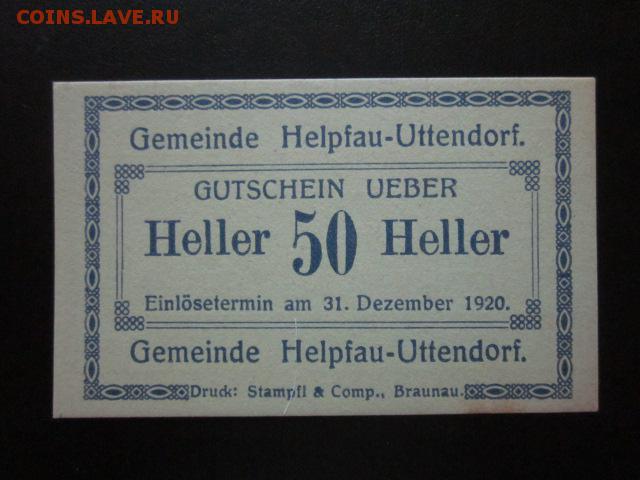 COINS.LAVE.RU
Gemeinde Helpfau-Uttendorf.
GUTSCHEIN UEBER
Heller 50 Heller
Einlösetermin am 31. Dezember 1920.
Gemeinde Helpfau-Uttendorf.
Druck: Stampfl & Comp., Braunau.